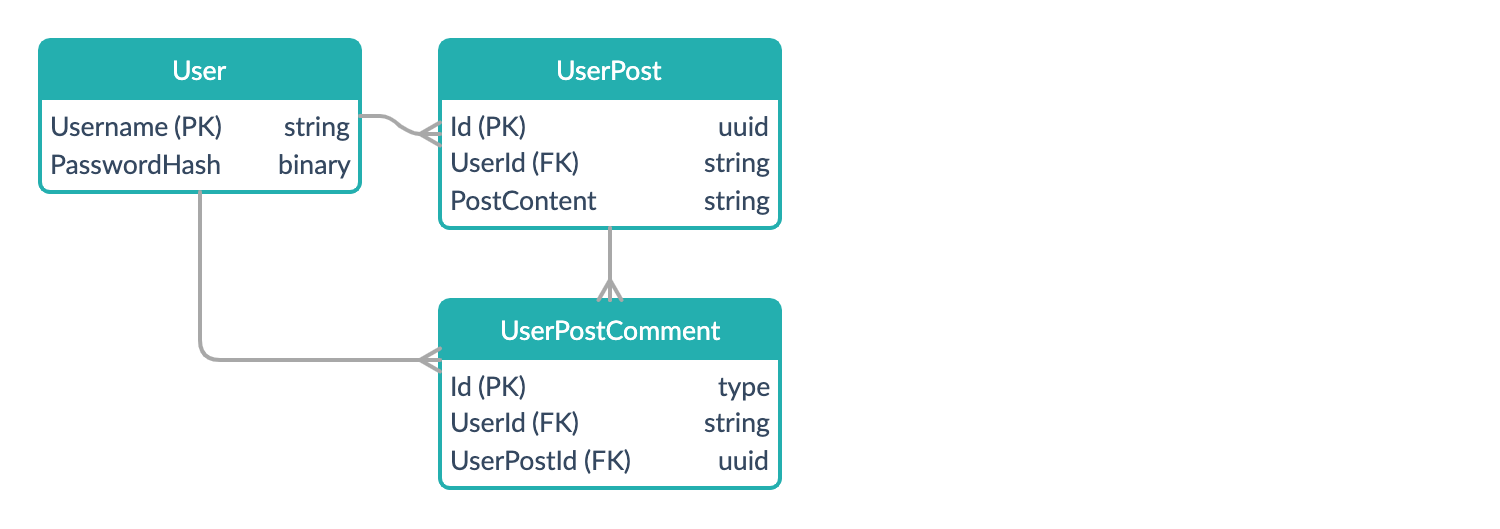 User
Username (PK) string
PasswordHash binary
UserPost
Id (PK) uuid
UserId (FK) string
PostContent string
UserPostComment
Id (PK) type
UserId (FK) string
UserPostId (FK) uuid